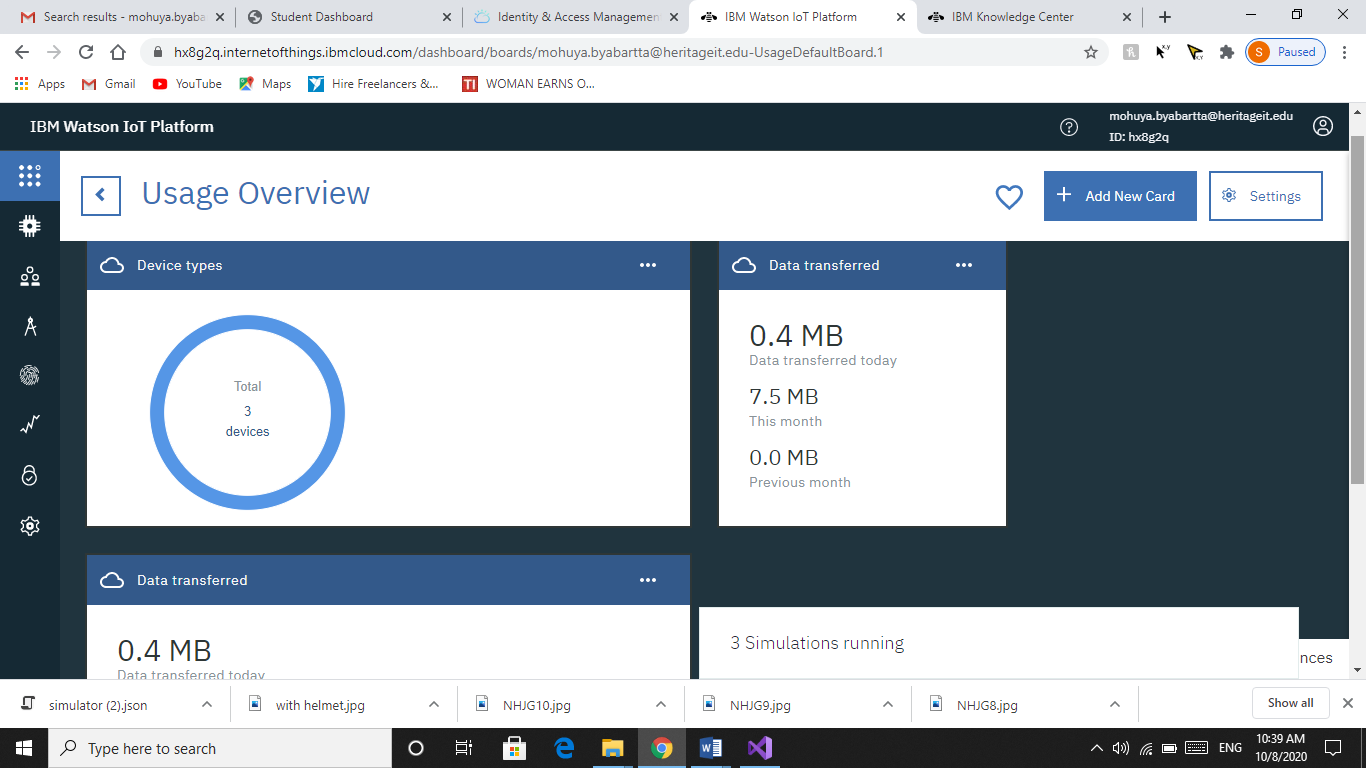 Search results - mohuya.byaba
Student Dashboard
Identity & Access Managemen
IBM Watson IoT Platform
IBM Knowledge Center
hx8g2q.internetofthings.ibmcloud.com/dashboard/boards/mohuya.byabartta@heritageit.edu-UsageDefaultBoard.1
S Paused
Apps
Gmail
YouTube
Maps
Hire Freelancers &...
TI WOMAN EARNS O...
IBM Watson IoT Platform
mohuya.byabartta@heritageit.edu
ID: hx8g2q
Usage Overview
Add New Card
Settings
Device types
Total
3
devices
Data transferred
0.4 MB
Data transferred today
7.5 MB
This month
0.0 MB
Previous month
Data transferred
0.4 MB
Data transferred today
3 Simulations running
nces
simulator (2).json
with helmet.jpg
NHJG10.jpg
NHJG9.jpg
NHJG8.jpg
Show all
Type here to search
ENG
10:39 AM
10/8/2020